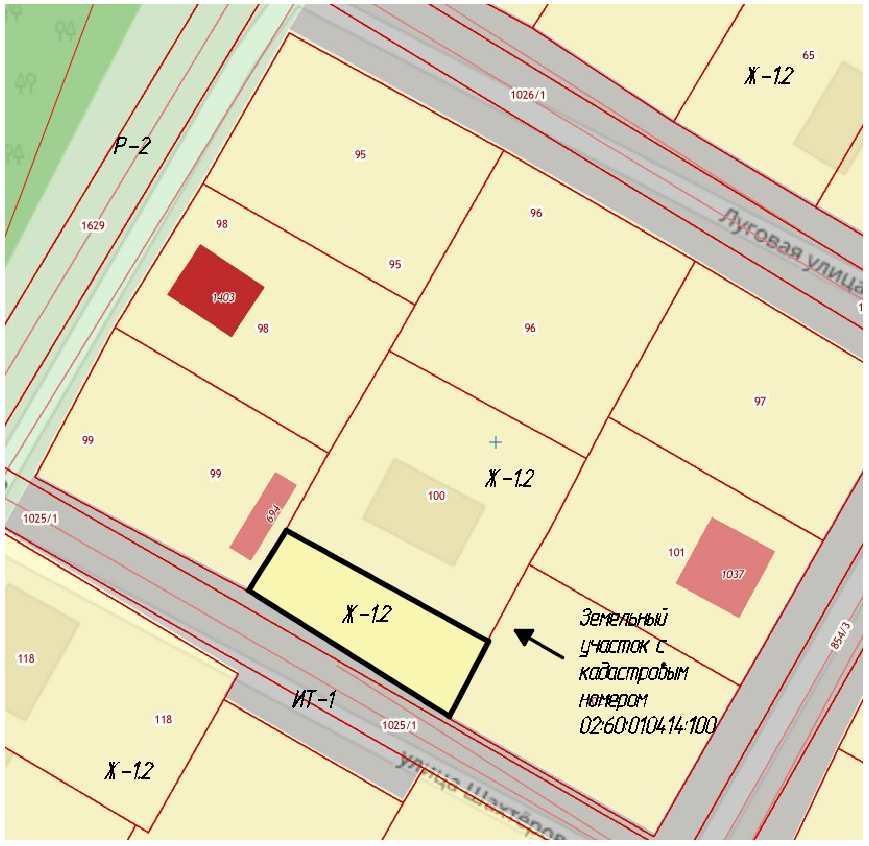 65
Ж-1.2
1026/1
Р-2
95
Луговая улица
96
98
1629
95
1403
98
96
97
99
99
Ж-1.2
100
694
1025/1
101
1037
Ж-1.2
Земельный
участок с
кадастровым
номером
02:60:010414:100
854/3
118
ИТ-1
118
1025/1
Ж-1.2
улица Шахтёров